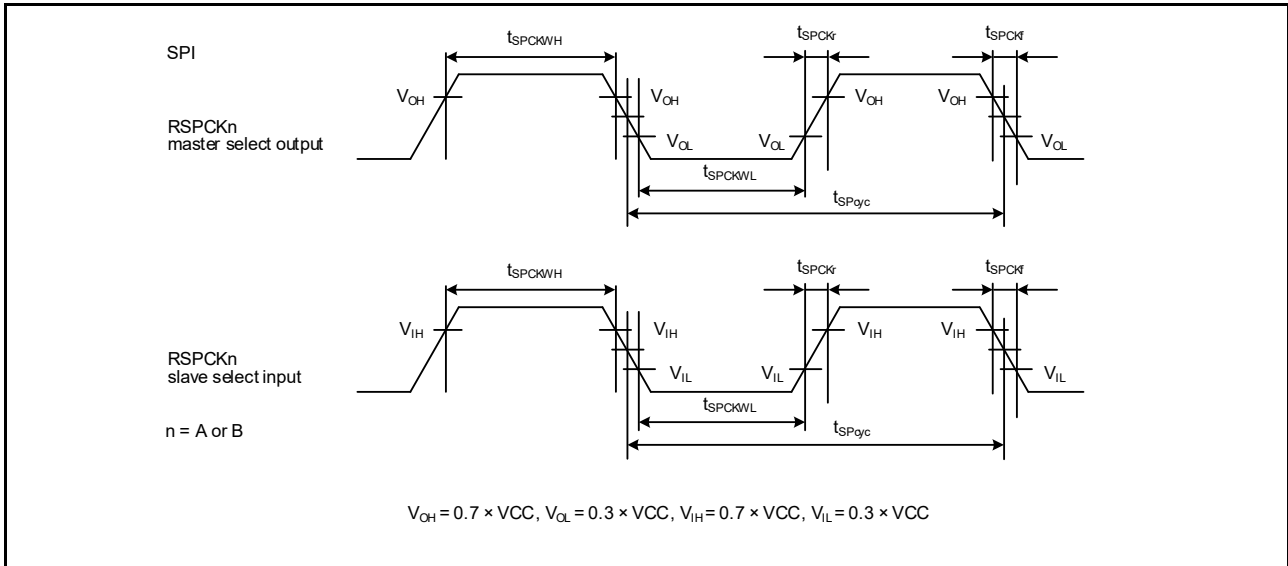 SPI
tSPCKWH
tSPCKr
tSPCKf
VOH
VOH
VOH
VOH
RSPCKn
master select output
VOL
VOL
VOL
tSPCKWL
tSPcyc
tSPCKWH
tSPCKr
tSPCKf
VIH
VIH
VIH
VIH
RSPCKn
slave select input
VIL
VIL
VIL
tSPCKWL
tSPcyc
n = A or B
VOH = 0.7 × VCC, VOL = 0.3 × VCC, VIH = 0.7 × VCC, VIL = 0.3 × VCC